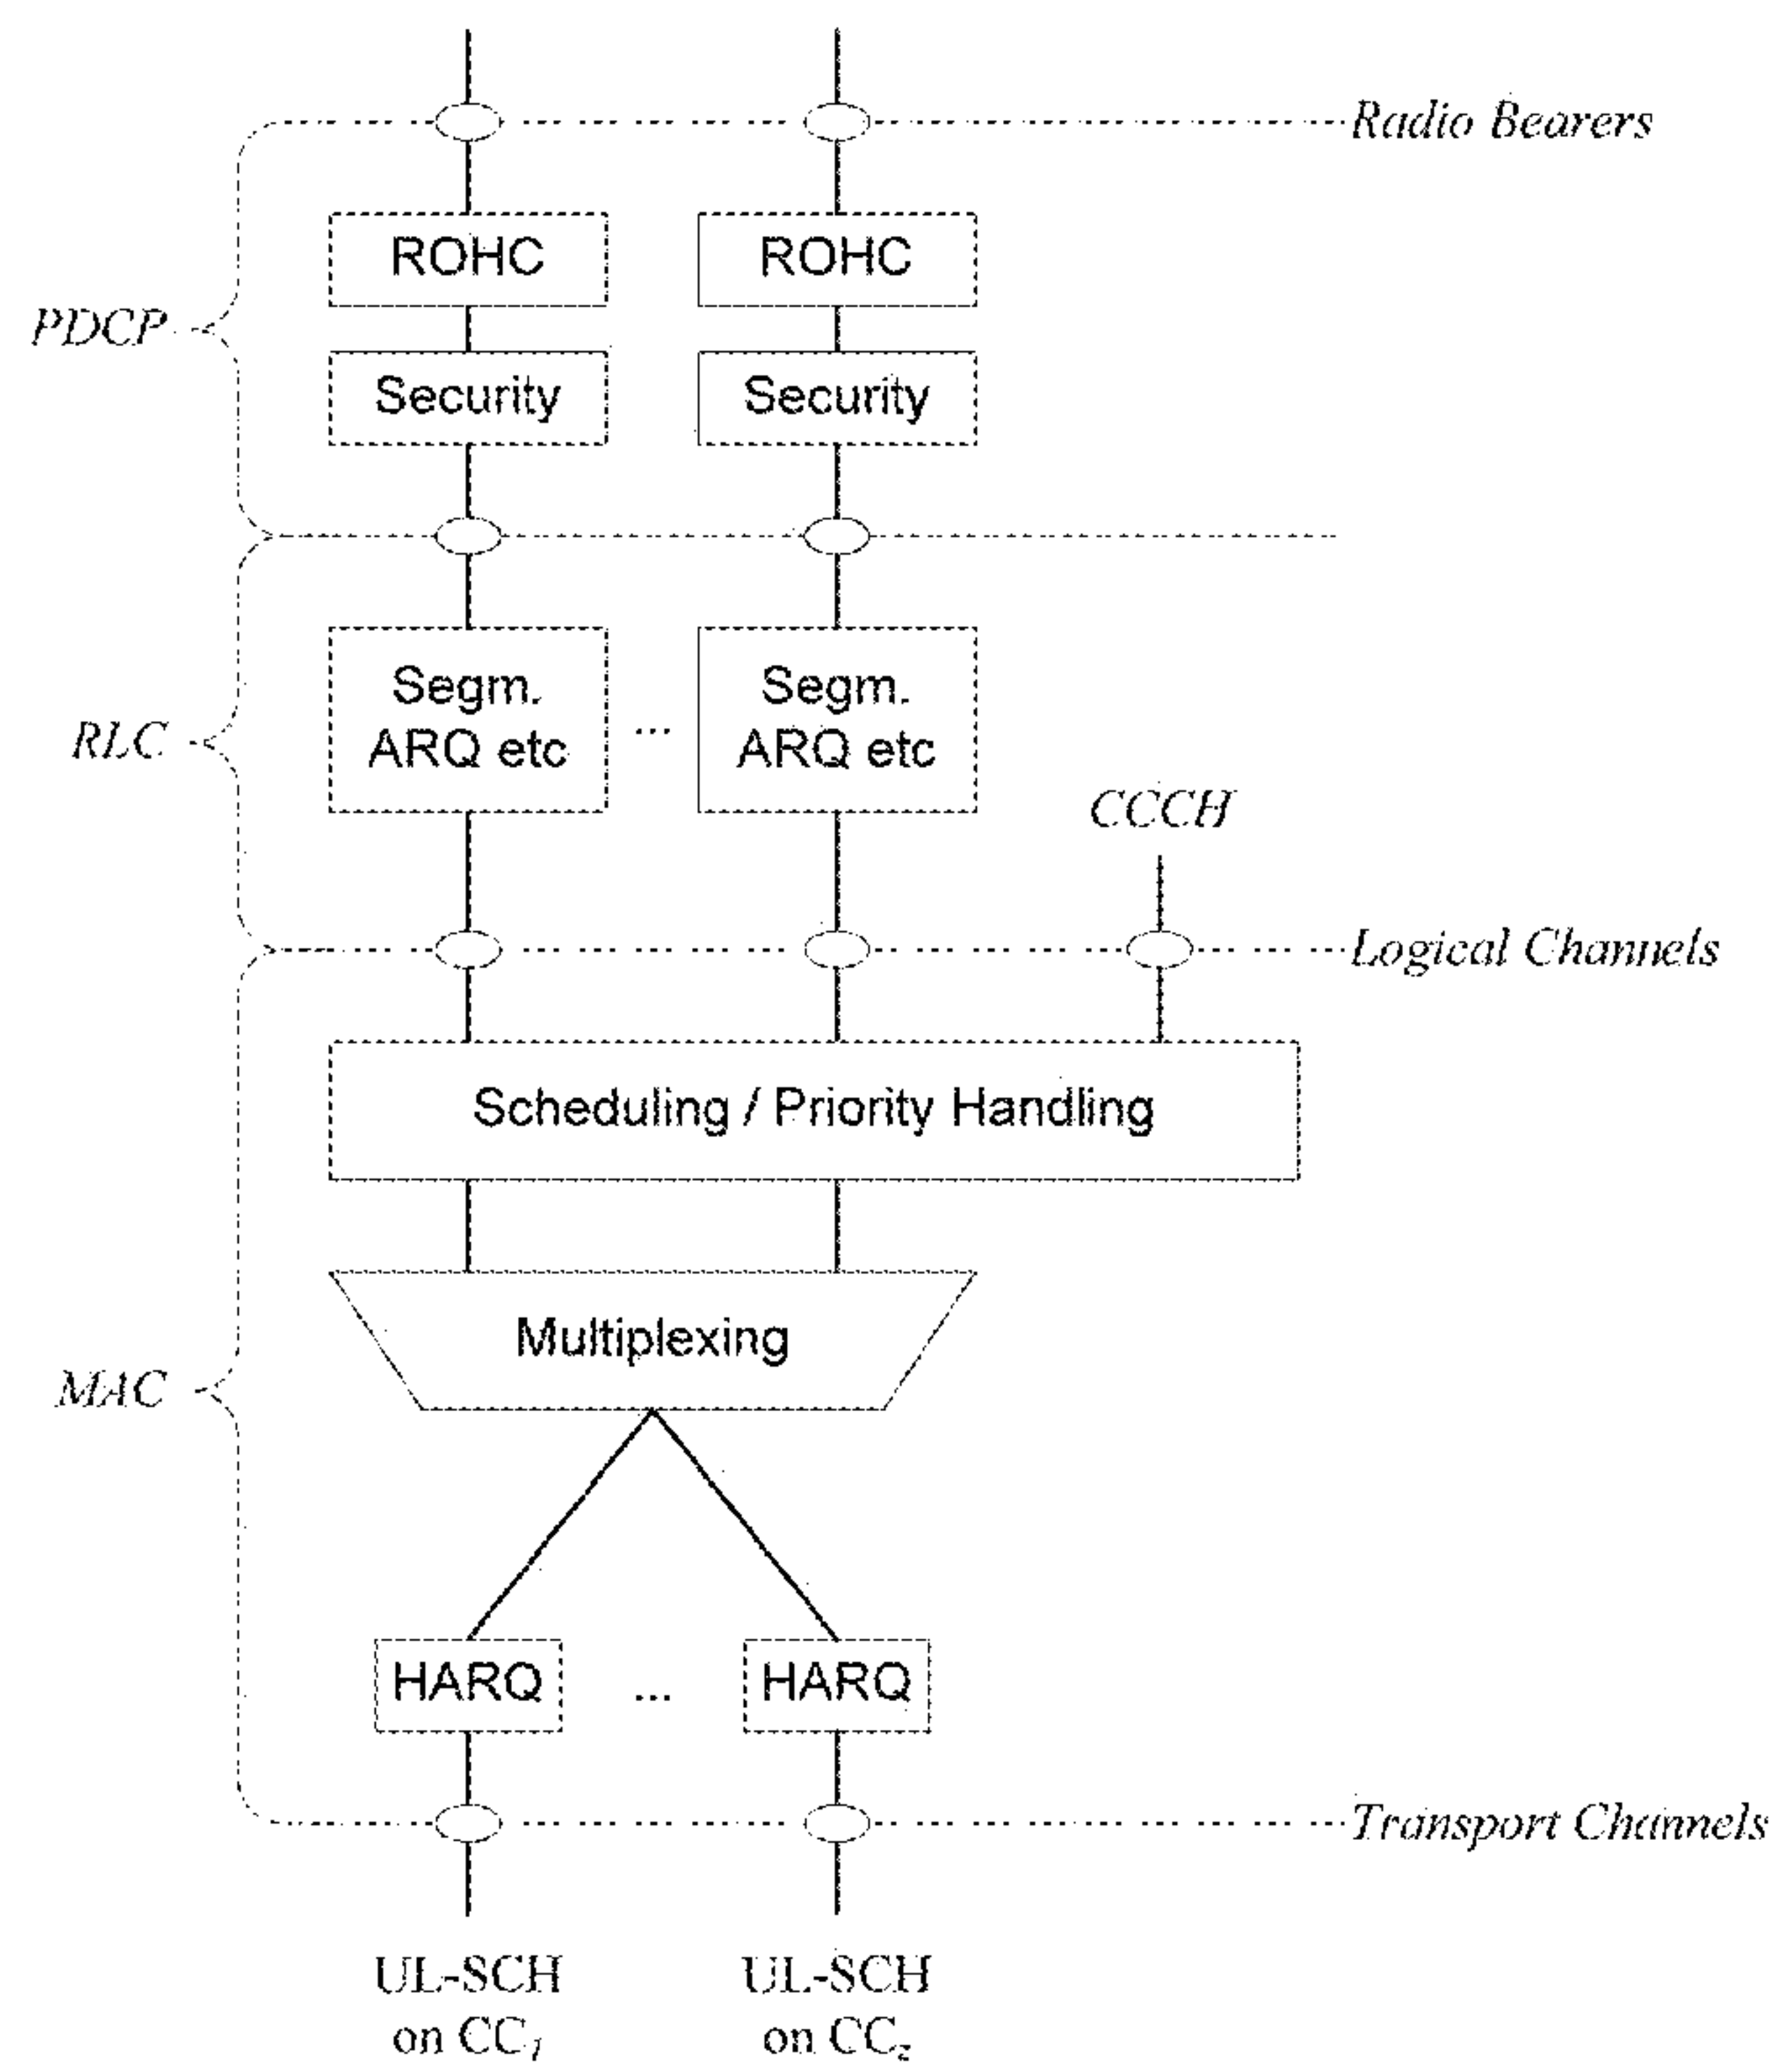 Radio Bearers
ROHC ROHC
PDCP
Security Security
Segm. Segm.
RLC ARQ etc ... ARQ etc
CCCH
Logical Channels
Scheduling / Priority Handling
Multiplexing
MAC
HARQ ... HARQ
Transport Channels
UL-SCH UL-SCH
on CC1 on CCz